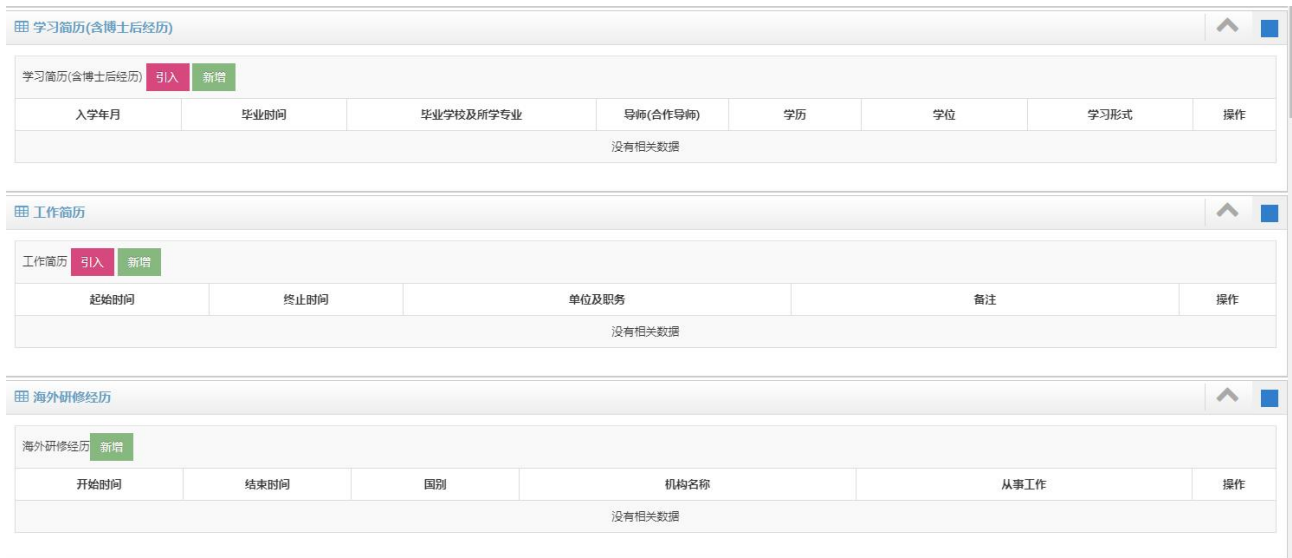 学习简历(含博士后经历)
学习简历(含博士后经历) 引入 新增
入学年月 毕业时间 毕业学校及所学专业 导师(合作导师) 学历 学位 学习形式 操作
没有相关数据
工作简历
工作简历 引入 新增
起始时间 终止时间 单位及职务 备注 操作
没有相关数据
海外研修经历
海外研修经历 新增
开始时间 结束时间 国别 机构名称 从事工作 操作
没有相关数据